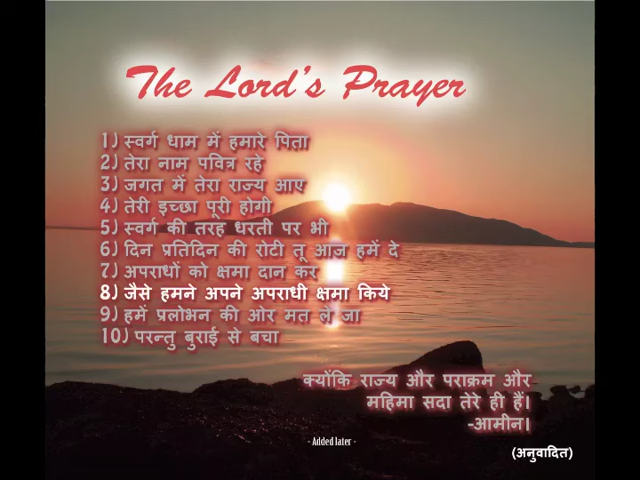 The Lord's Prayer
1) स्वर्ग धाम में हमारे पिता
2) तेरा नाम पवित्र रहे
3) जगत में तेरा राज्य आए
4) तेरी इच्छा पूरी होगी
5) स्वर्ग की तरह धरती पर भी
6) दिन प्रतिदिन की रोटी तू आज हमें दे
7) अपराधों को क्षमा दान कर
8) जैसे हमने अपने अपराधी क्षमा किये
9) हमें प्रलोभन की ओर मत ले जा
10) परन्तु बुराई से बचा
क्योंकि राज्य और पराक्रम और
महिमा सदा तेरे ही हैं।
-आमीन।
- Added later -
(अनुवादित)